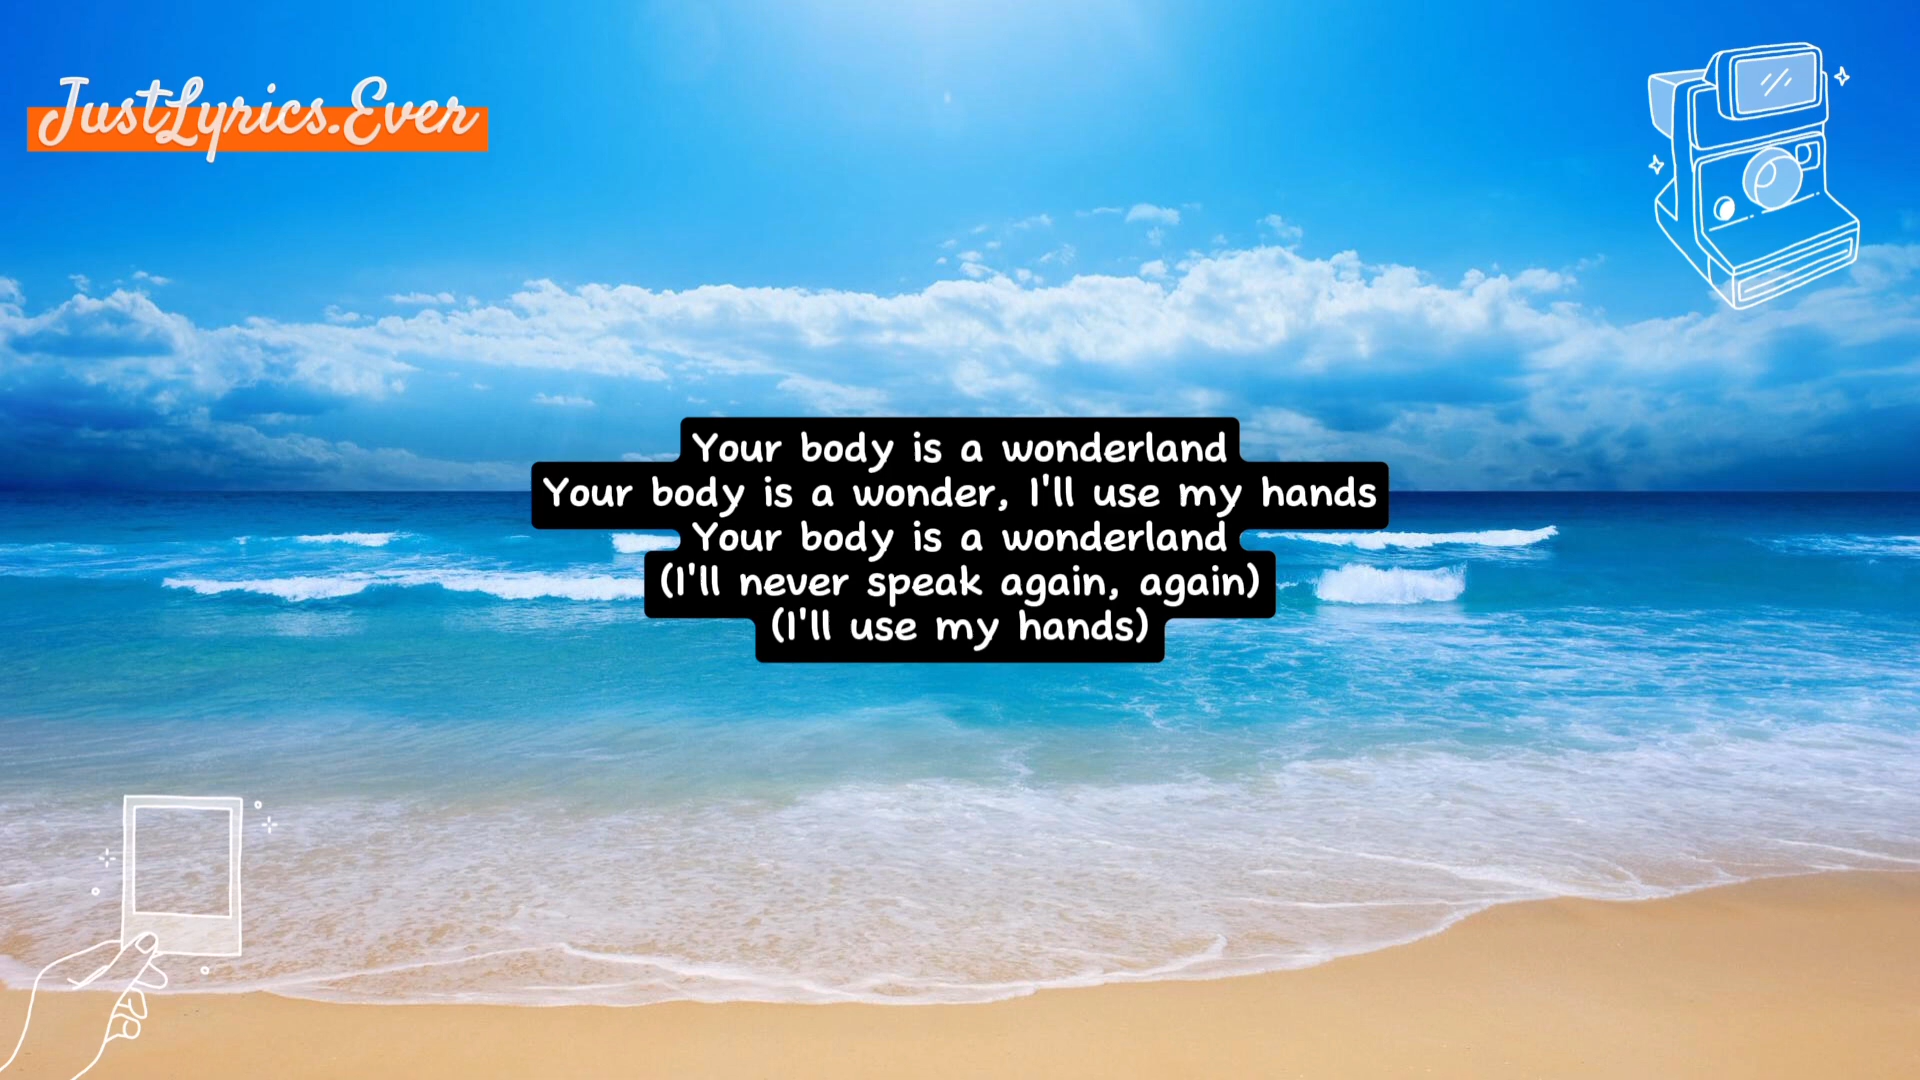 JustLyrics.Ever
Your body is a wonderland
Your body is a wonder, I'll use my hands
Your body is a wonderland
(I'll never speak again, again)
(I'll use my hands)